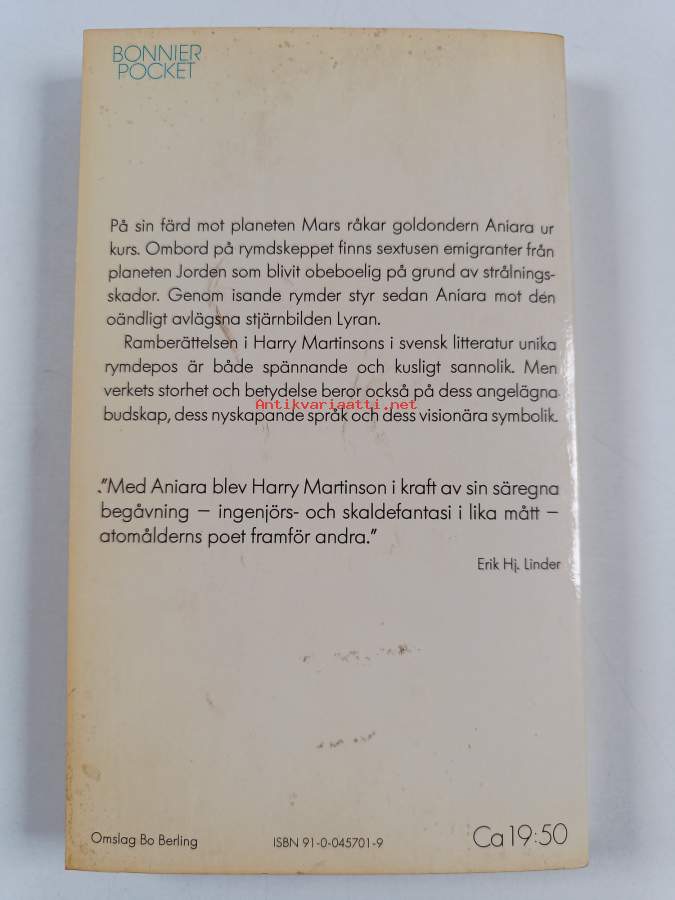 BONNIER
POCKET
På sin färd mot planeten Mars råkar goldondern Aniara ur
kurs. Ombord på rymdskeppet finns sextusen emigranter från
planeten Jorden som blivit obeboelig på grund av strålnings-
skador. Genom isande rymder styr sedan Aniara mot den
oändligt avlägsna stjärnbilden Lyran.
Ramberättelsen i Harry Martinsons i svensk litteratur unika
rymdepos är både spännande och kusligt sannolik. Men
verkets storhet och betydelse beror också på dess angelägna
Antikvariaatti.net
budskap, dess nyskapande språk och dess visionära symbolik.
"Med Aniara blev Harry Martinson i kraft av sin säregna
begåvning – ingenjörs- och skaldefantasi i lika mått –
atomålderns poet framför andra."
Erik Hj. Linder
Omslag Bo Berling ISBN 91-0-045701-9 Ca 19:50